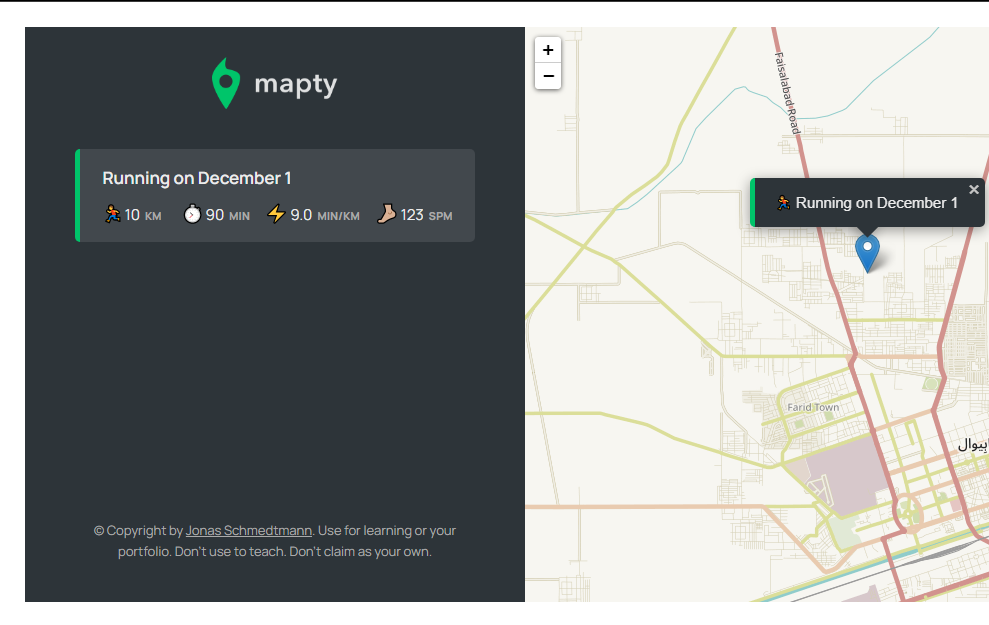 mapty
Running on December 1
10 KM 90 MIN 9.0 MIN/KM 123 SPM
© Copyright by Jonas Schmedtmann. Use for learning or your
portfolio. Don't use to teach. Don't claim as your own.
+
−
Faisalabad Road
Running on December 1 ×
Farid Town